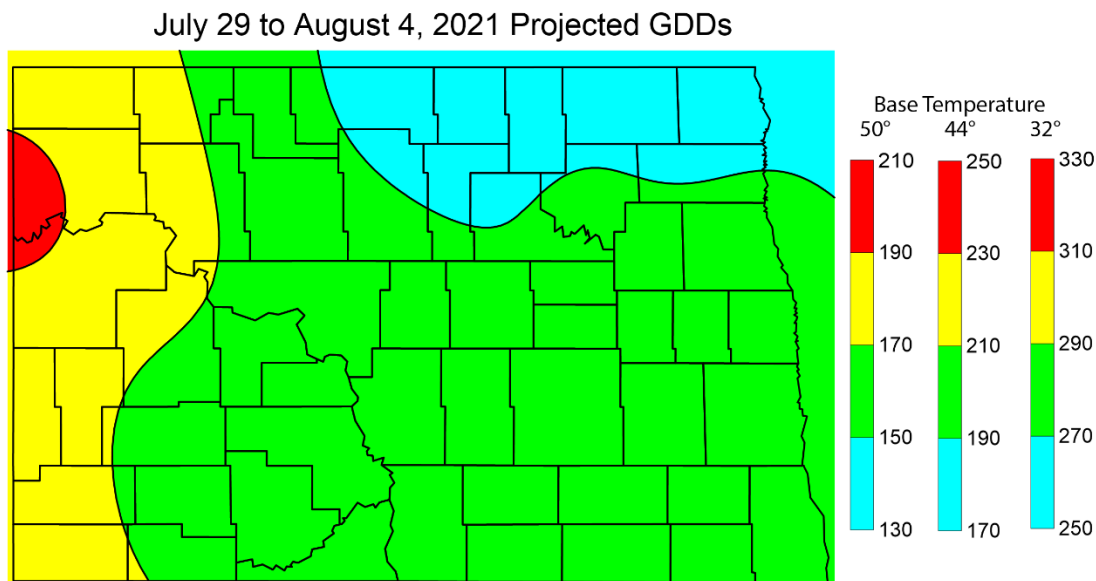 July 29 to August 4, 2021 Projected GDDs
Base Temperature
50° 44° 32°
210 250 330
190 230 310
170 210 290
150 190 270
130 170 250